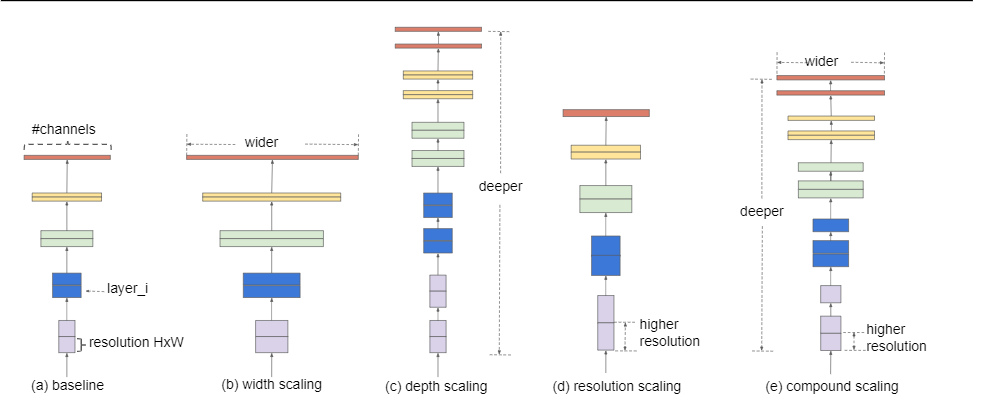 #channels
layer_i
resolution HxW
(a) baseline
wider
(b) width scaling
deeper
(c) depth scaling
higher
resolution
(d) resolution scaling
wider
deeper
higher
resolution
(e) compound scaling